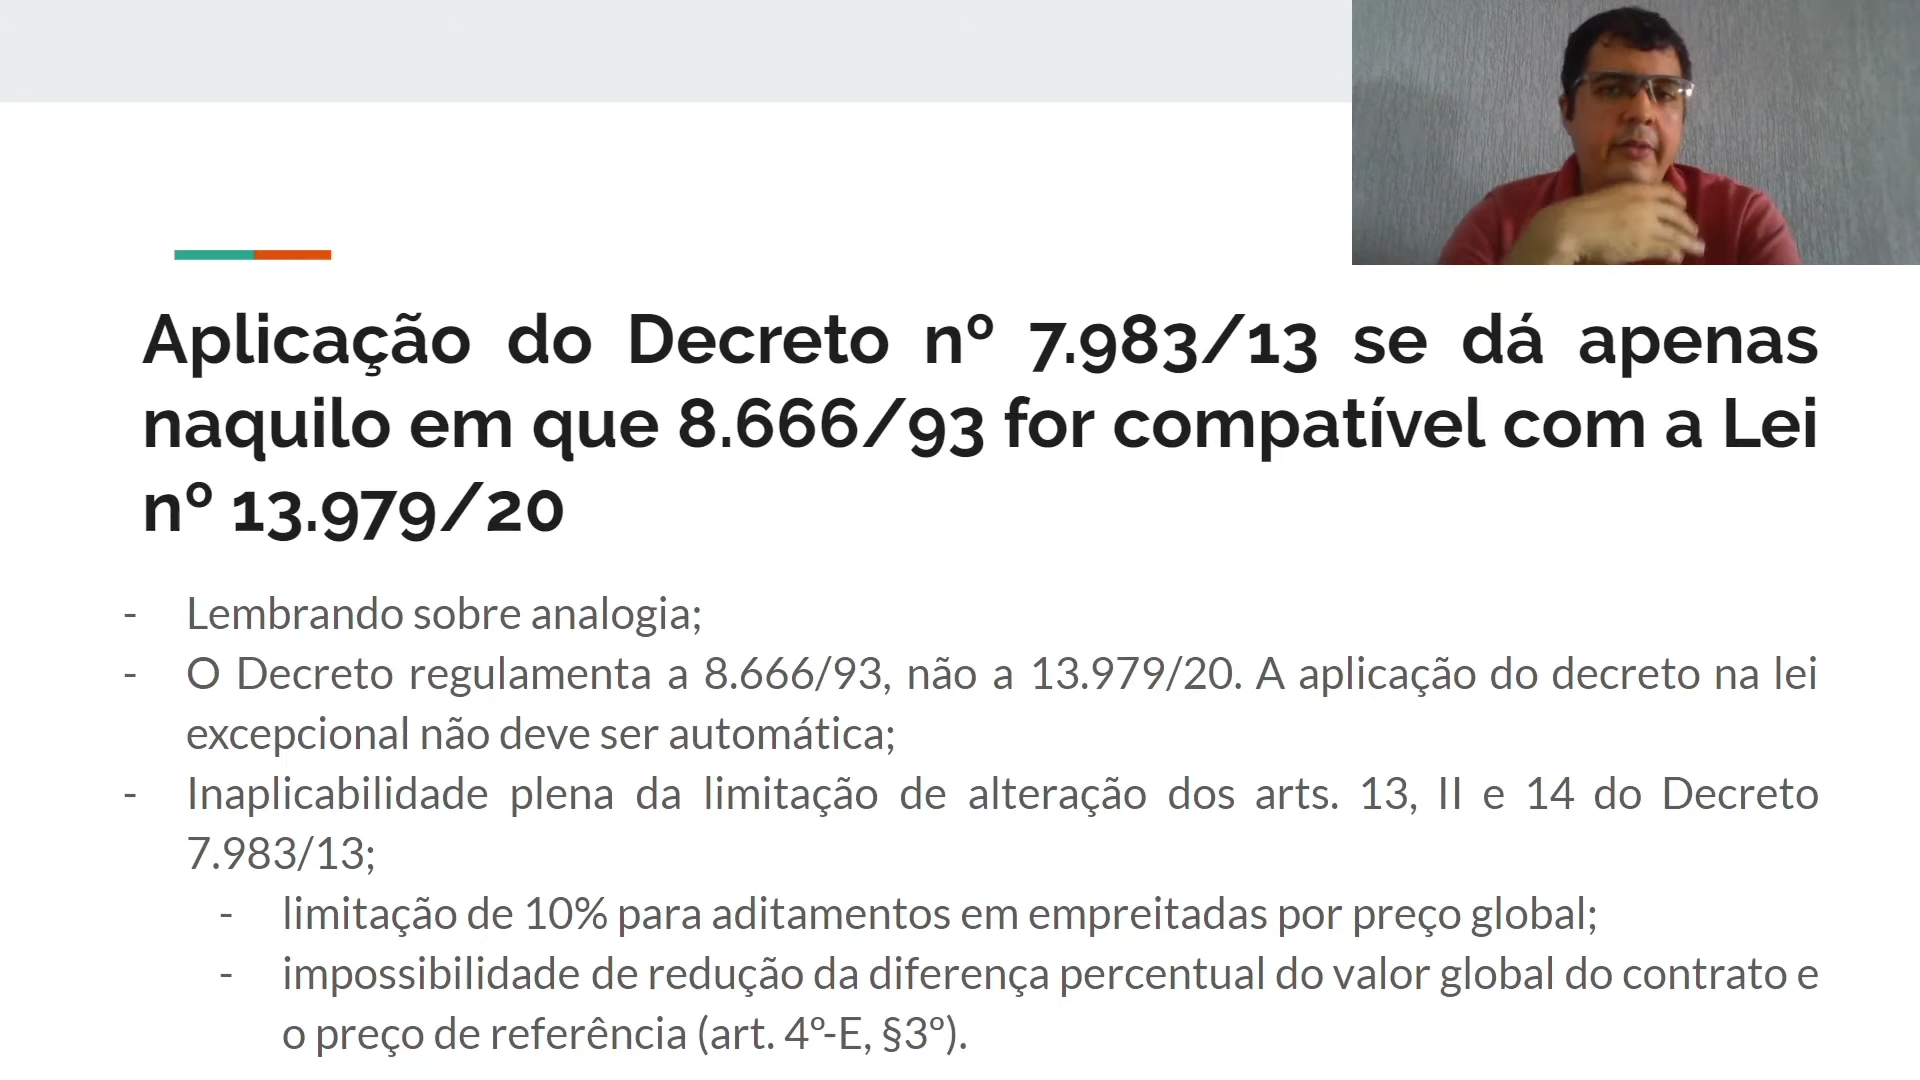 Aplicação do Decreto nº 7.983/13 se dá apenas
naquilo em que 8.666/93 for compatível com a Lei
nº 13.979/20
- Lembrando sobre analogia;
- O Decreto regulamenta a 8.666/93, não a 13.979/20. A aplicação do decreto na lei
excepcional não deve ser automática;
- Inaplicabilidade plena da limitação de alteração dos arts. 13, II e 14 do Decreto
7.983/13;
- limitação de 10% para aditamentos em empreitadas por preço global;
- impossibilidade de redução da diferença percentual do valor global do contrato e
o preço de referência (art. 4º-E, §3º).